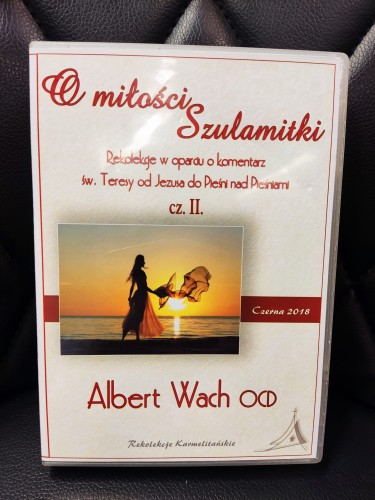 O miłości
Szulamitki
Rekolekcje w oparciu o komentarz
św. Teresy od Jezusa do Pieśni nad Pieśniami
cz. II.
Czerna 2018
Albert Wach OCD
Rekolekcje Karmelitańskie